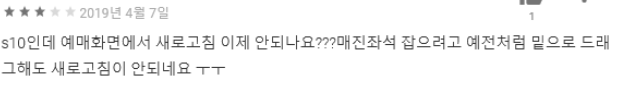 ★★★★★ 2019년 4월 7일
1
s10인데 예매화면에서 새로고침 이제 안되나요???매진좌석 잡으려고 예전처럼 밑으로 드래
그해도 새로고침이 안되네요 ㅜㅜ